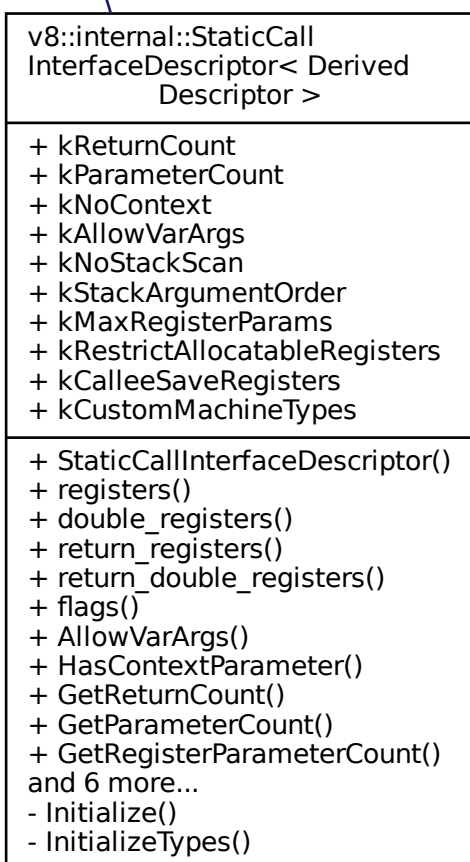 v8::internal::StaticCall
InterfaceDescriptor< Derived
Descriptor >
+ kReturnCount
+ kParameterCount
+ kNoContext
+ kAllowVarArgs
+ kNoStackScan
+ kStackArgumentOrder
+ kMaxRegisterParams
+ kRestrictAllocatableRegisters
+ kCalleeSaveRegisters
+ kCustomMachineTypes
+ StaticCallInterfaceDescriptor()
+ registers()
+ double_registers()
+ return_registers()
+ return_double_registers()
+ flags()
+ AllowVarArgs()
+ HasContextParameter()
+ GetReturnCount()
+ GetParameterCount()
+ GetRegisterParameterCount()
and 6 more...
- Initialize()
- InitializeTypes()